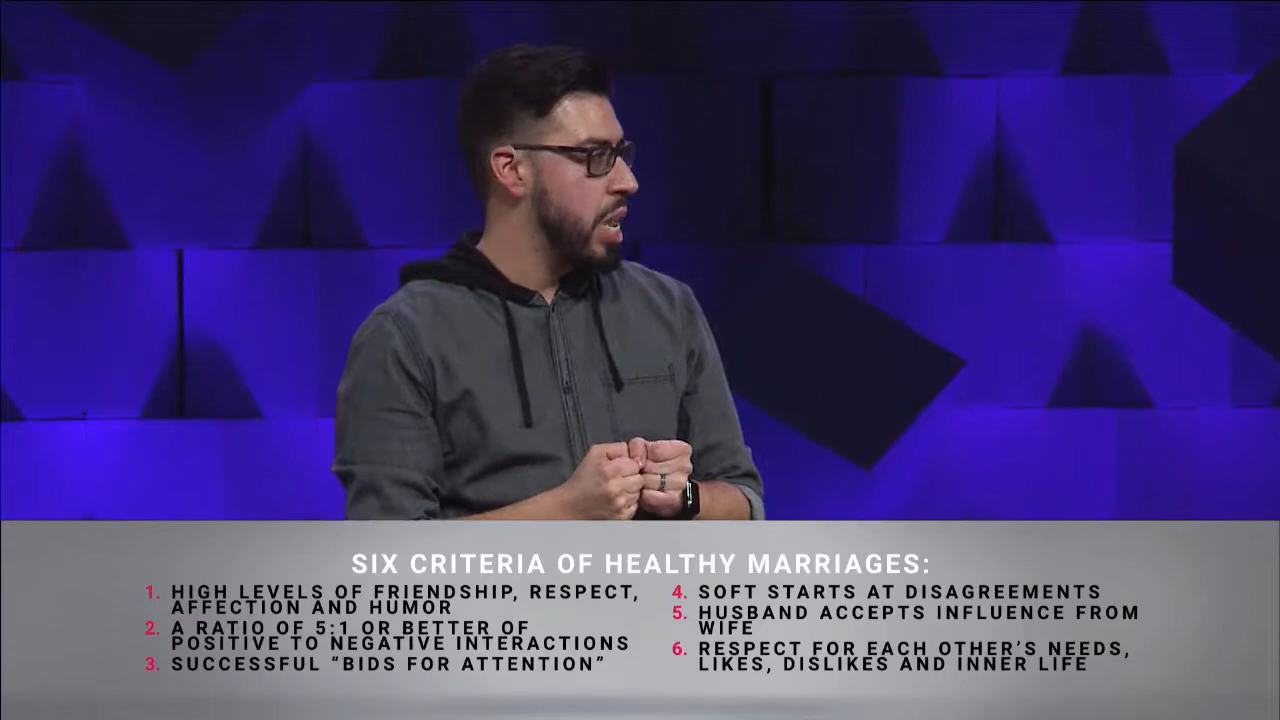 SIX CRITERIA OF HEALTHY MARRIAGES:
1. HIGH LEVELS OF FRIENDSHIP, RESPECT,
AFFECTION AND HUMOR
2. A RATIO OF 5:1 OR BETTER OF
POSITIVE TO NEGATIVE INTERACTIONS
3. SUCCESSFUL “BIDS FOR ATTENTION”
4. SOFT STARTS AT DISAGREEMENTS
5. HUSBAND ACCEPTS INFLUENCE FROM
WIFE
6. RESPECT FOR EACH OTHER’S NEEDS,
LIKES, DISLIKES AND INNER LIFE